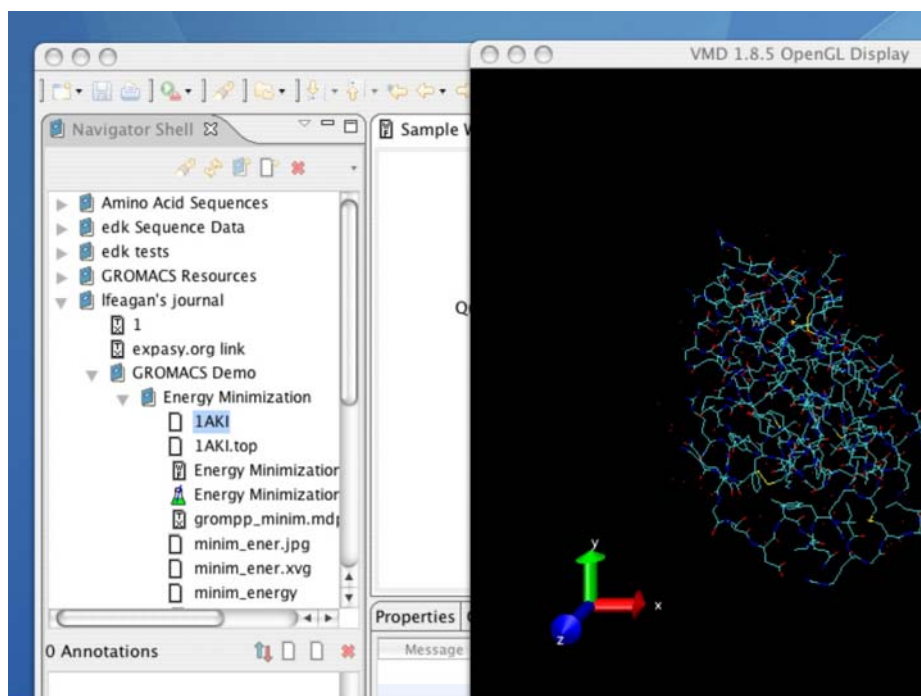 VMD 1.8.5 OpenGL Display
Navigator Shell
Sample
Amino Acid Sequences
edk Sequence Data
edk tests
GROMACS Resources
lfeagan's journal
1
expasy.org link
GROMACS Demo
Energy Minimization
1AKI
1AKI.top
Energy Minimization
Energy Minimization
grompp_minim.mdp
minim_ener.jpg
minim_ener.xvg
minim_energy
Properties
0 Annotations
Message
y
x
z